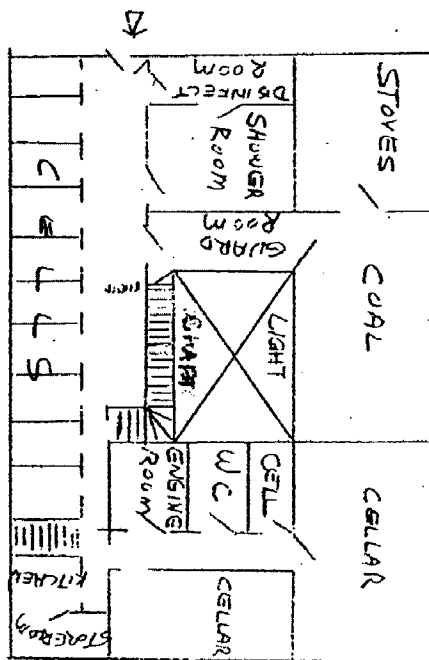 STOVES
COAL
CELLAR
DISINFECT
ROOM
SHOWER
ROOM
GUARD
ROOM
LIGHT
SHAFT
CELL
WC
ENGINE
ROOM
CELLAR
CELLS
KITCHEN
STOREROOM